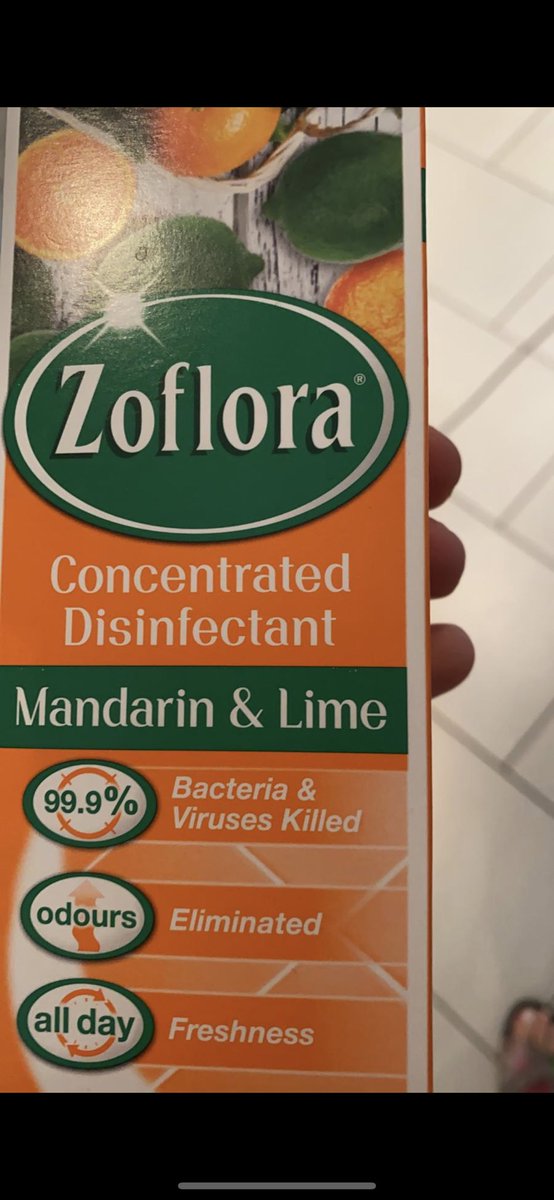 Zoflora®
Concentrated
Disinfectant
Mandarin & Lime
99.9%
Bacteria &
Viruses Killed
odours
Eliminated
all day
Freshness